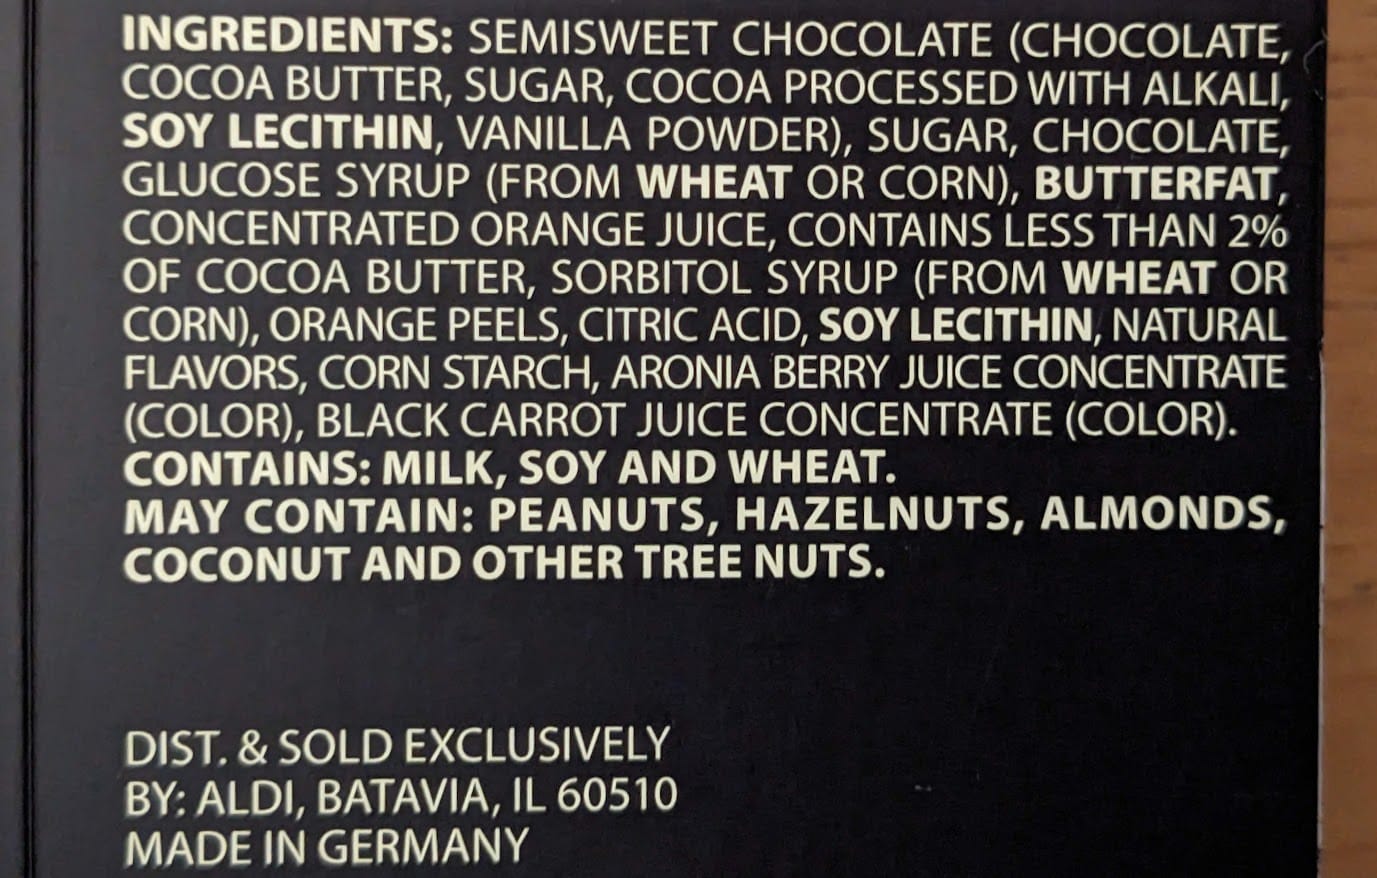 INGREDIENTS: SEMISWEET CHOCOLATE (CHOCOLATE,
COCOA BUTTER, SUGAR, COCOA PROCESSED WITH ALKALI,
SOY LECITHIN, VANILLA POWDER), SUGAR, CHOCOLATE,
GLUCOSE SYRUP (FROM WHEAT OR CORN), BUTTERFAT,
CONCENTRATED ORANGE JUICE, CONTAINS LESS THAN 2%
OF COCOA BUTTER, SORBITOL SYRUP (FROM WHEAT OR
CORN), ORANGE PEELS, CITRIC ACID, SOY LECITHIN, NATURAL
FLAVORS, CORN STARCH, ARONIA BERRY JUICE CONCENTRATE
(COLOR), BLACK CARROT JUICE CONCENTRATE (COLOR).
CONTAINS: MILK, SOY AND WHEAT.
MAY CONTAIN: PEANUTS, HAZELNUTS, ALMONDS,
COCONUT AND OTHER TREE NUTS.
DIST. & SOLD EXCLUSIVELY
BY: ALDI, BATAVIA, IL 60510
MADE IN GERMANY